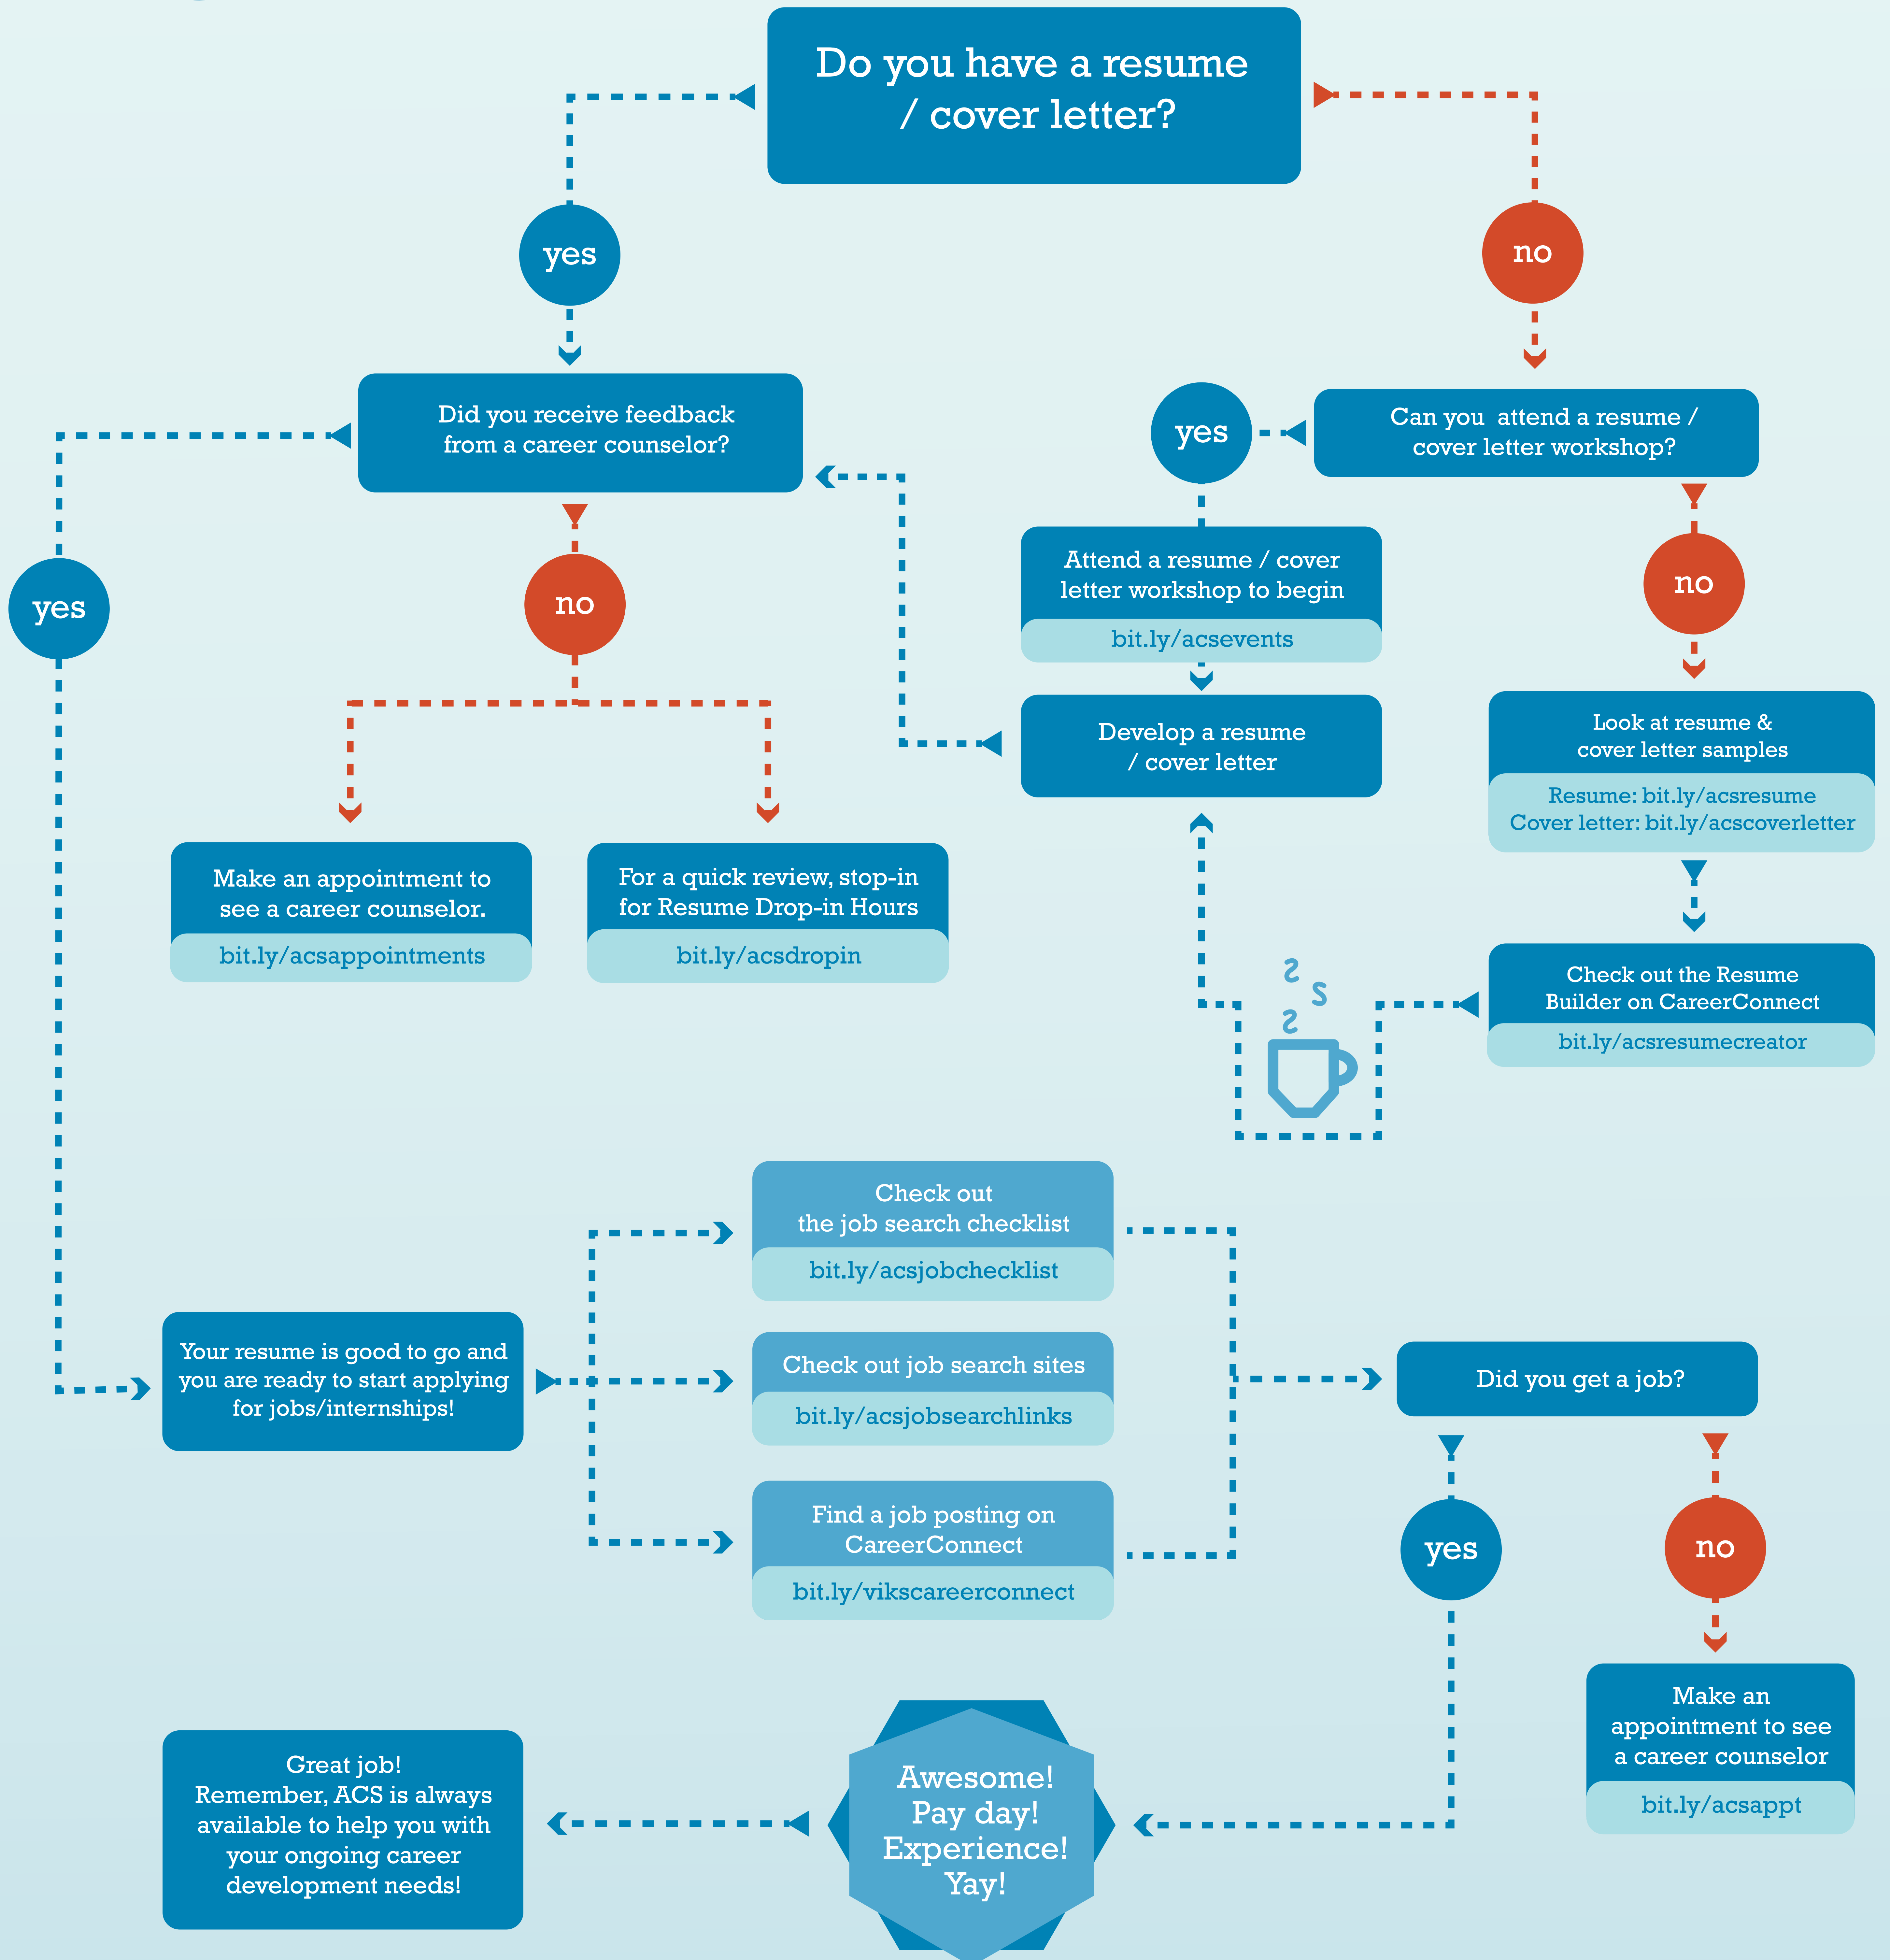 Do you have a resume
/ cover letter?
yes
no
Did you receive feedback
from a career counselor?
yes
Can you  attend a resume /
cover letter workshop?
yes
no
no
Attend a resume / cover
letter workshop to begin
bit.ly/acsevents
Develop a resume
/ cover letter
Look at resume &
cover letter samples
Resume: bit.ly/acsresume
Cover letter: bit.ly/acscoverletter
Make an appointment to
see a career counselor.
bit.ly/acsappointments
For a quick review, stop-in
for Resume Drop-in Hours
bit.ly/acsdropin
Check out the Resume
Builder on CareerConnect
bit.ly/acsresumecreator
Check out
the job search checklist
bit.ly/acsjobchecklist
Your resume is good to go and
you are ready to start applying
for jobs/internships!
Check out job search sites
bit.ly/acsjobsearchlinks
Did you get a job?
Find a job posting on
CareerConnect
bit.ly/vikscareerconnect
yes
no
Make an
appointment to see
a career counselor
bit.ly/acsappt
Awesome!
Pay day!
Experience!
Yay!
Great job!
Remember, ACS is always
available to help you with
your ongoing career
development needs!